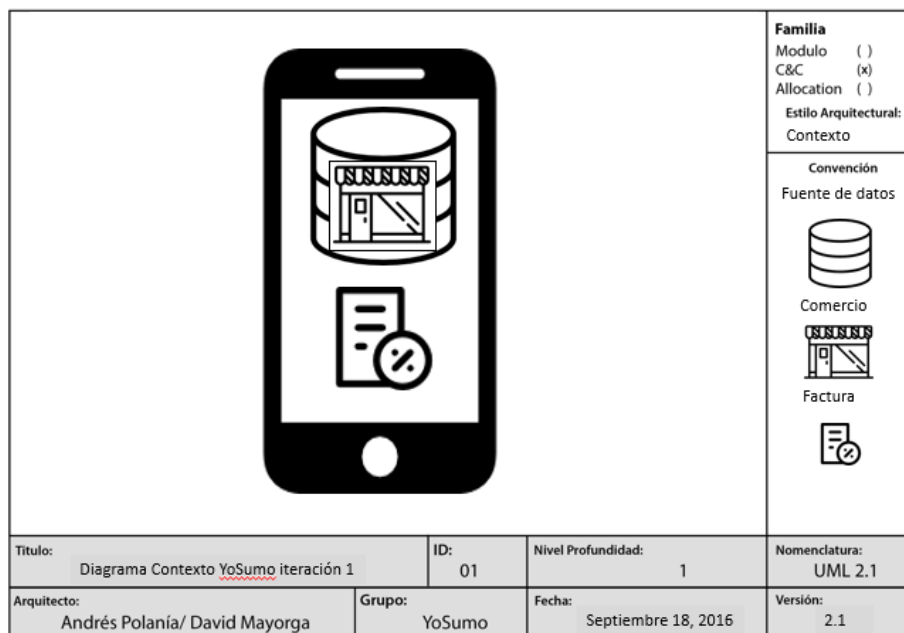 Familia
Modulo ( )
C&C (x)
Allocation ( )
Estilo Arquitectural:
Contexto
Convención
Fuente de datos
Comercio
Factura
Titulo:
Diagrama Contexto YoSumo iteración 1
ID:
01
Nivel Profundidad:
1
Nomenclatura:
UML 2.1
Arquitecto:
Andrés Polanía/ David Mayorga
Grupo:
YoSumo
Fecha:
Septiembre 18, 2016
Versión:
2.1